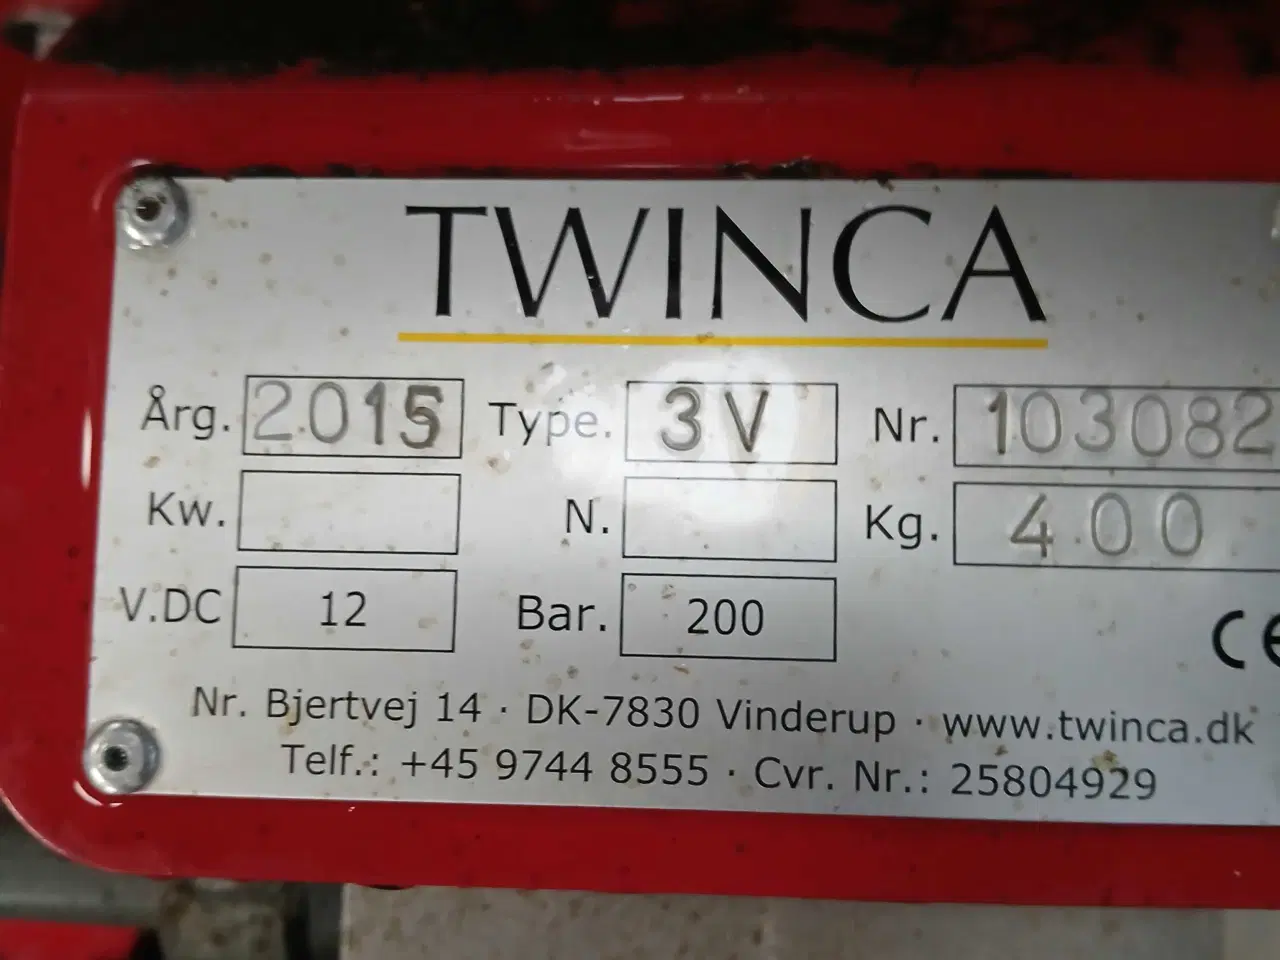 TWINCA
Årg. 2015 Type. 3V Nr. 103082
Kw. N. Kg. 400
V.DC 12 Bar. 200
CE
Nr. Bjertvej 14 · DK-7830 Vinderup · www.twinca.dk
Telf.: +45 9744 8555 · Cvr. Nr.: 25804929